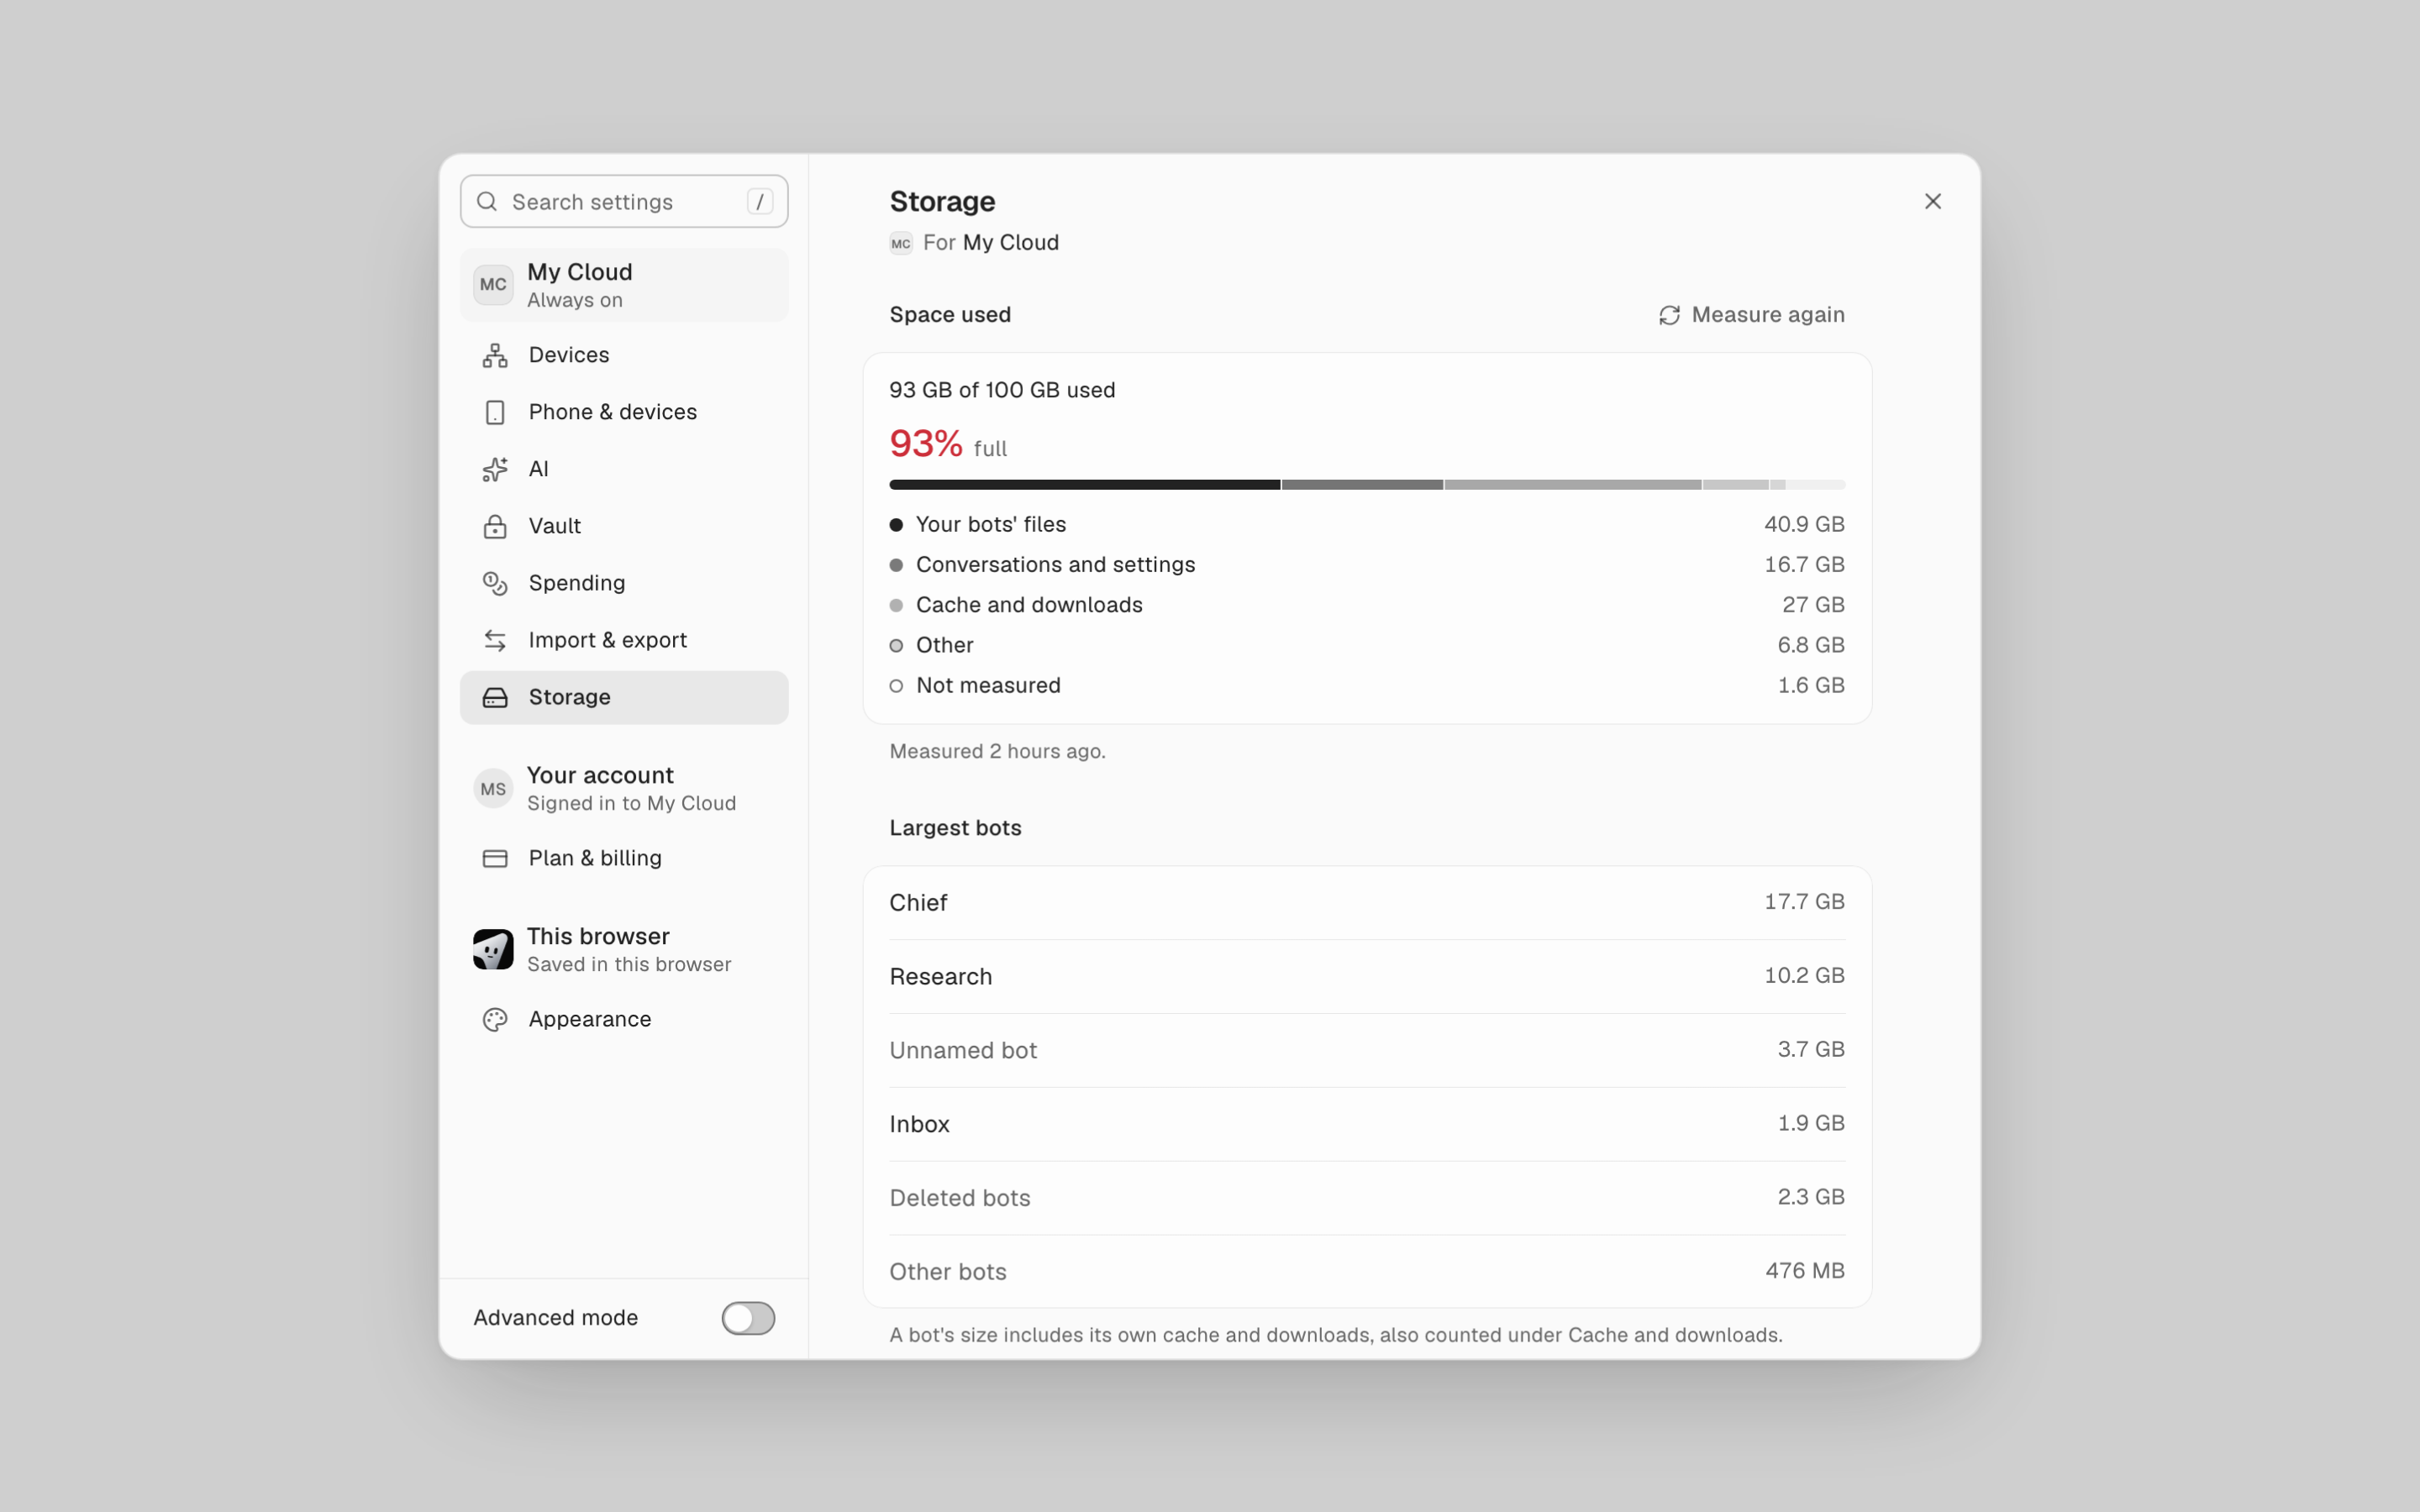 Search settings /
MC My Cloud
Always on
Devices
Phone & devices
AI
Vault
Spending
Import & export
Storage
MS Your account
Signed in to My Cloud
Plan & billing
This browser
Saved in this browser
Appearance
Advanced mode
Storage
MC For My Cloud
Space used
Measure again
93 GB of 100 GB used
93% full
Your bots' files 40.9 GB
Conversations and settings 16.7 GB
Cache and downloads 27 GB
Other 6.8 GB
Not measured 1.6 GB
Measured 2 hours ago.
Largest bots
Chief 17.7 GB
Research 10.2 GB
Unnamed bot 3.7 GB
Inbox 1.9 GB
Deleted bots 2.3 GB
Other bots 476 MB
A bot's size includes its own cache and downloads, also counted under Cache and downloads.